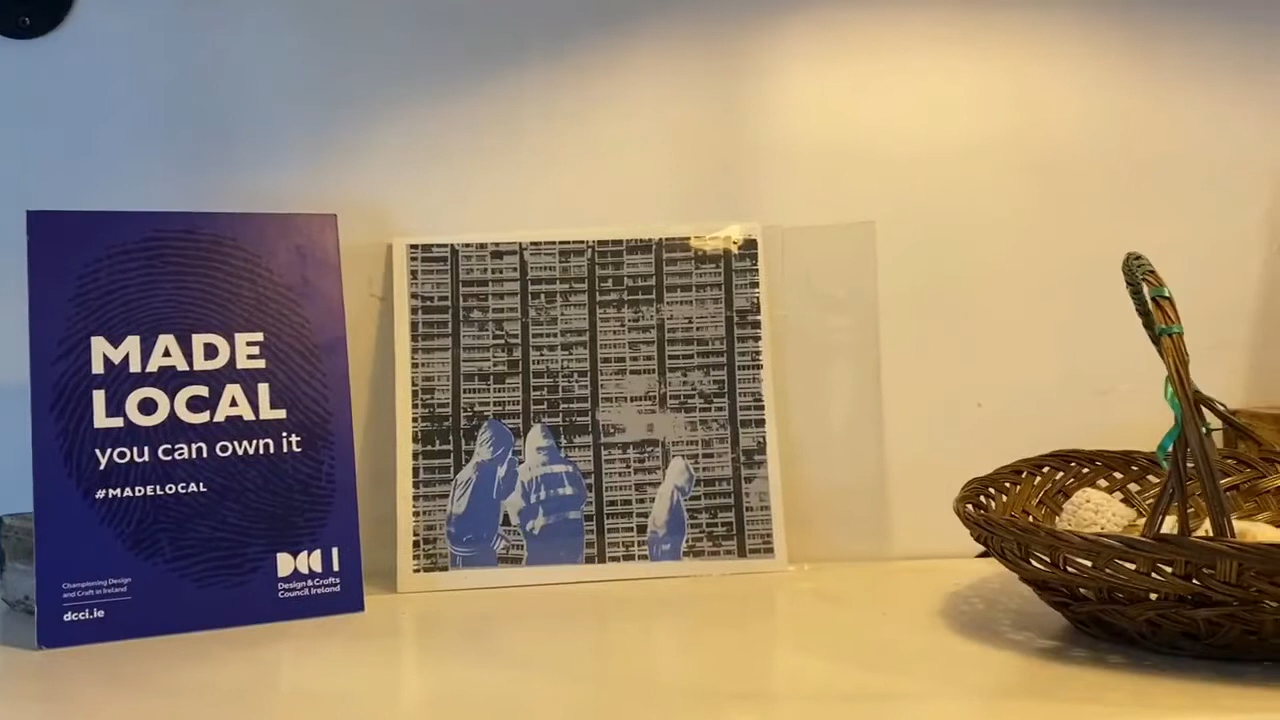 MADE
LOCAL
you can own it
#MADELOCAL
DCCI
Design & Crafts
Council Ireland
Championing Design
and Craft in Ireland
dcci.ie